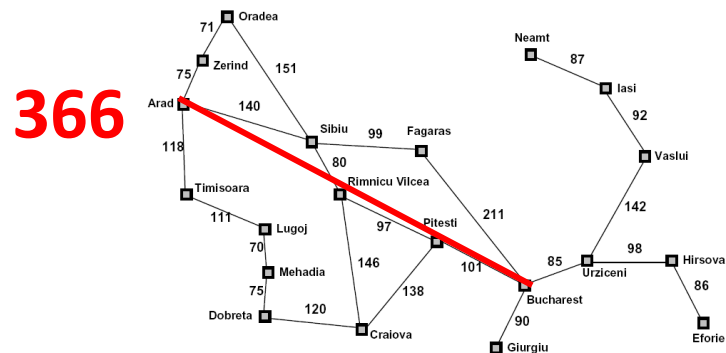 Oradea
71
Neamt
87
Zerind
75
151
Iasi
366
Arad
140
92
Sibiu
99
Fagaras
118
80
Vaslui
Timisoara
Rimnicu Vilcea
111
97
Pitesti
211
142
Lugoj
70
98
Hirsova
85
101
146
Mehadia
Urziceni
75
138
86
Bucharest
120
Dobreta
90
Craiova
Eforie
Giurgiu